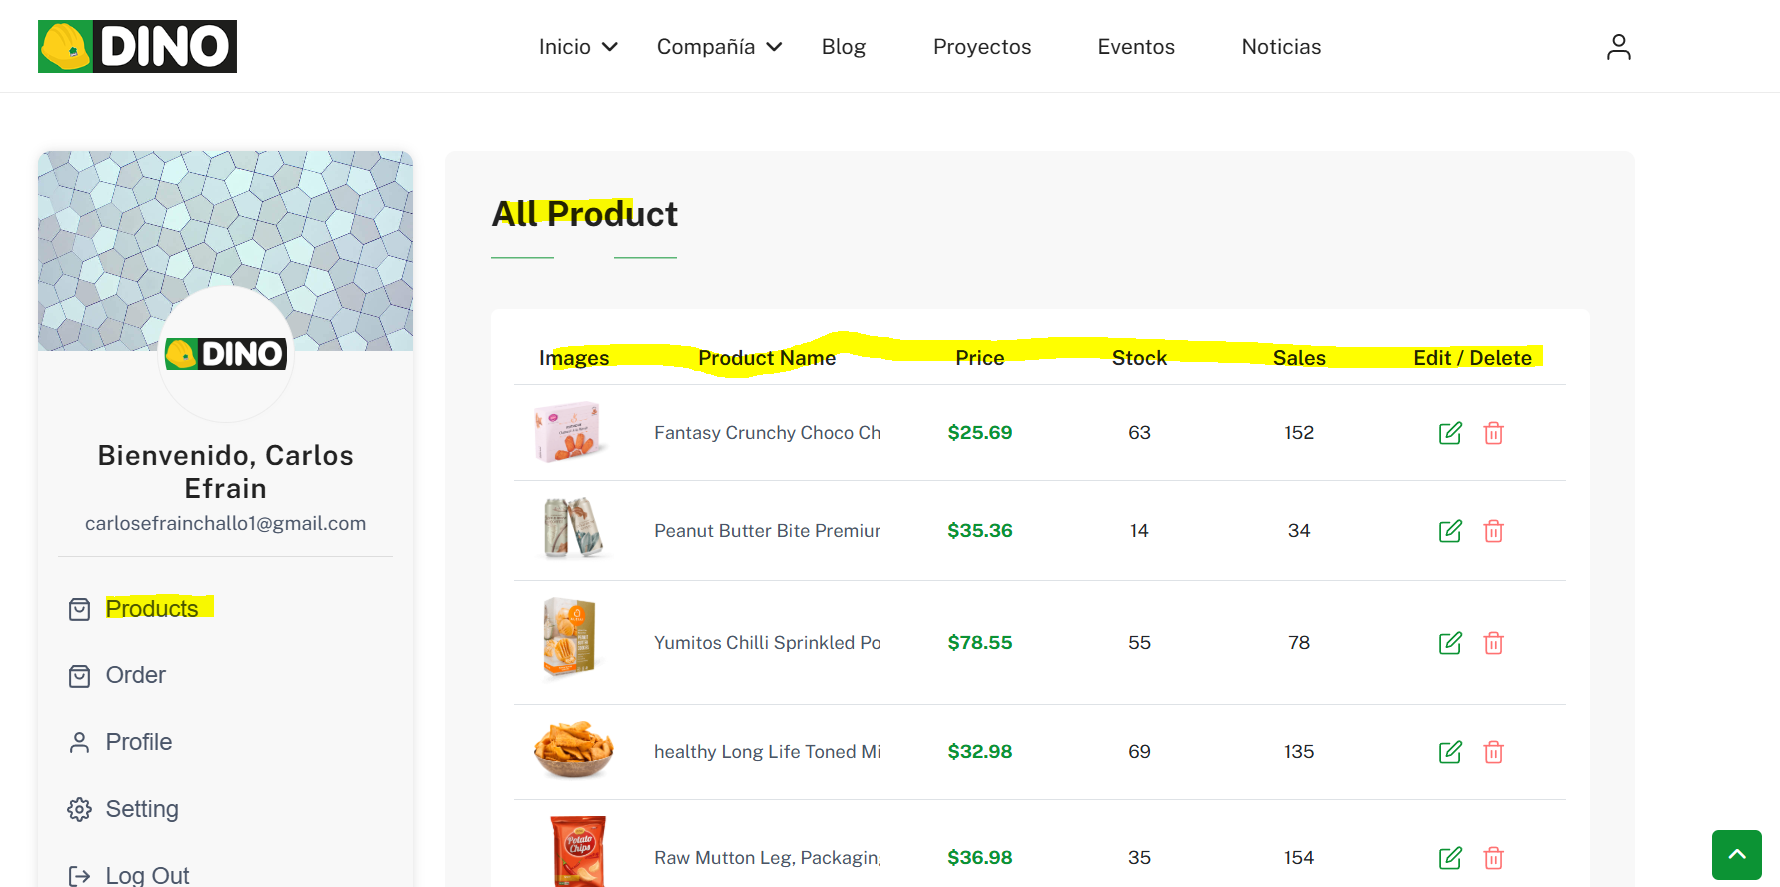 DINO
Inicio Compañía Blog Proyectos Eventos Noticias
DINO
Bienvenido, Carlos
Efrain
carlosefrainchallo1@gmail.com
Products
Order
Profile
Setting
Log Out
All Product
Images Product Name Price Stock Sales Edit / Delete
Fantasy Crunchy Choco Ch $25.69 63 152
Peanut Butter Bite Premiur $35.36 14 34
Yumitos Chilli Sprinkled Po $78.55 55 78
healthy Long Life Toned Mi $32.98 69 135
Potato
Chips
Raw Mutton Leg, Packagin, $36.98 35 154